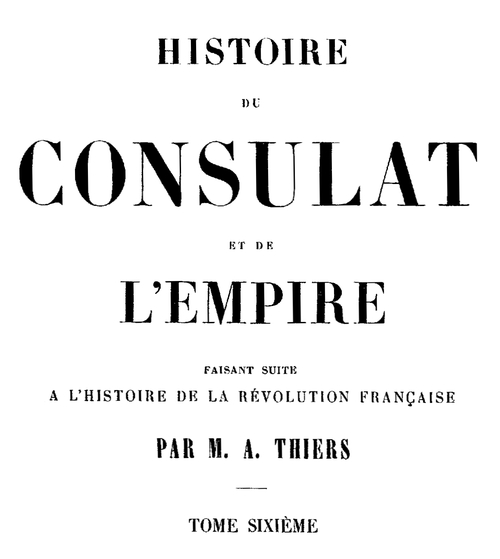 HISTOIRE
DU
CONSULAT
ET DE
L'EMPIRE
FAISANT SUITE
A L'HISTOIRE DE LA RÉVOLUTION FRANÇAISE
PAR M. A. THIERS
TOME SIXIÈME